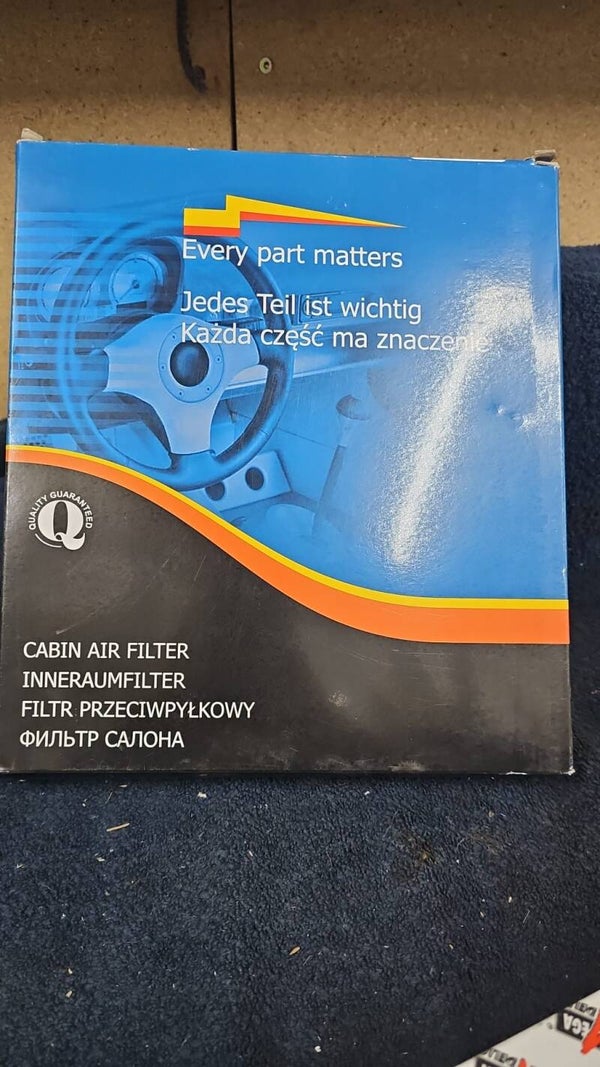 Every part matters
Jedes Teil ist wichtig
Każda część ma znaczenie
QUALITY GUARANTEED
Q
CABIN AIR FILTER
INNERAUMFILTER
FILTR PRZECIWPYŁKOWY
ФИЛЬТР САЛОНА